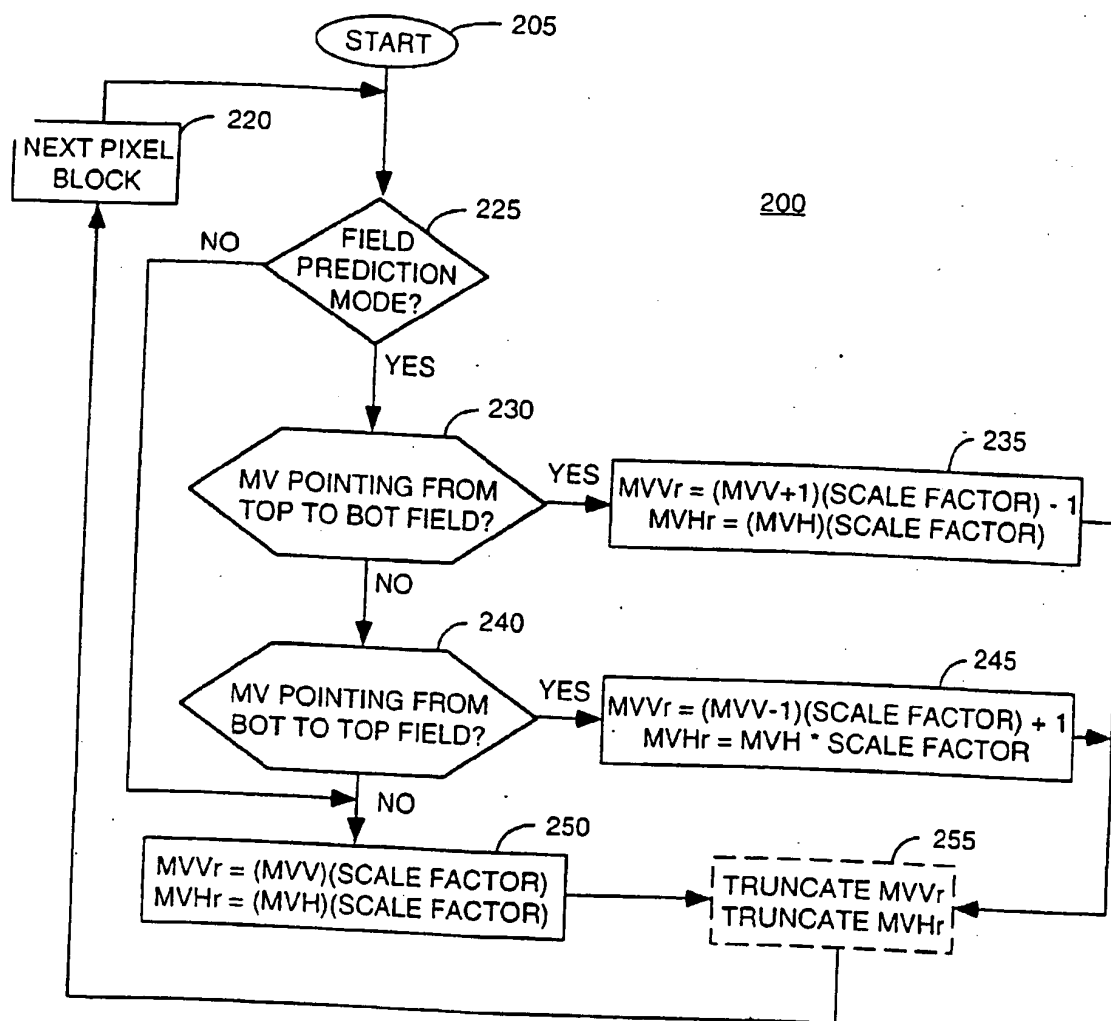 START
205
NEXT PIXEL
BLOCK
220
200
FIELD
PREDICTION
MODE?
225
NO
YES
MV POINTING FROM
TOP TO BOT FIELD?
230
YES
MVVr = (MVV+1)(SCALE FACTOR) - 1
MVHr = (MVH)(SCALE FACTOR)
235
NO
MV POINTING FROM
BOT TO TOP FIELD?
240
YES
MVVr = (MVV-1)(SCALE FACTOR) + 1
MVHr = MVH * SCALE FACTOR
245
NO
MVVr = (MVV)(SCALE FACTOR)
MVHr = (MVH)(SCALE FACTOR)
250
TRUNCATE MVVr
TRUNCATE MVHr
255